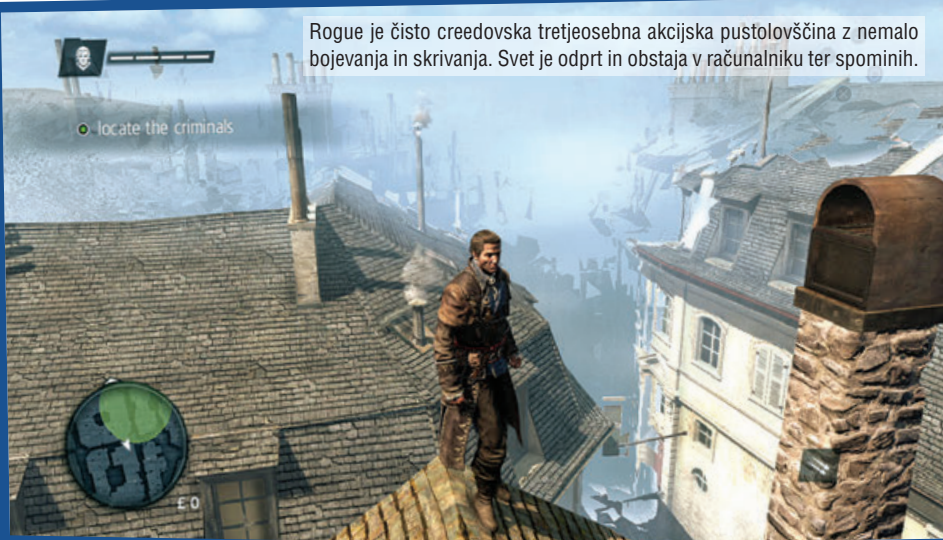 Rogue je čisto creedovska tretjeosebna akcijska pustolovščina z nemalo
bojevanja in skrivanja. Svet je odprt in obstaja v računalniku ter spominih.
locate the criminals
£0